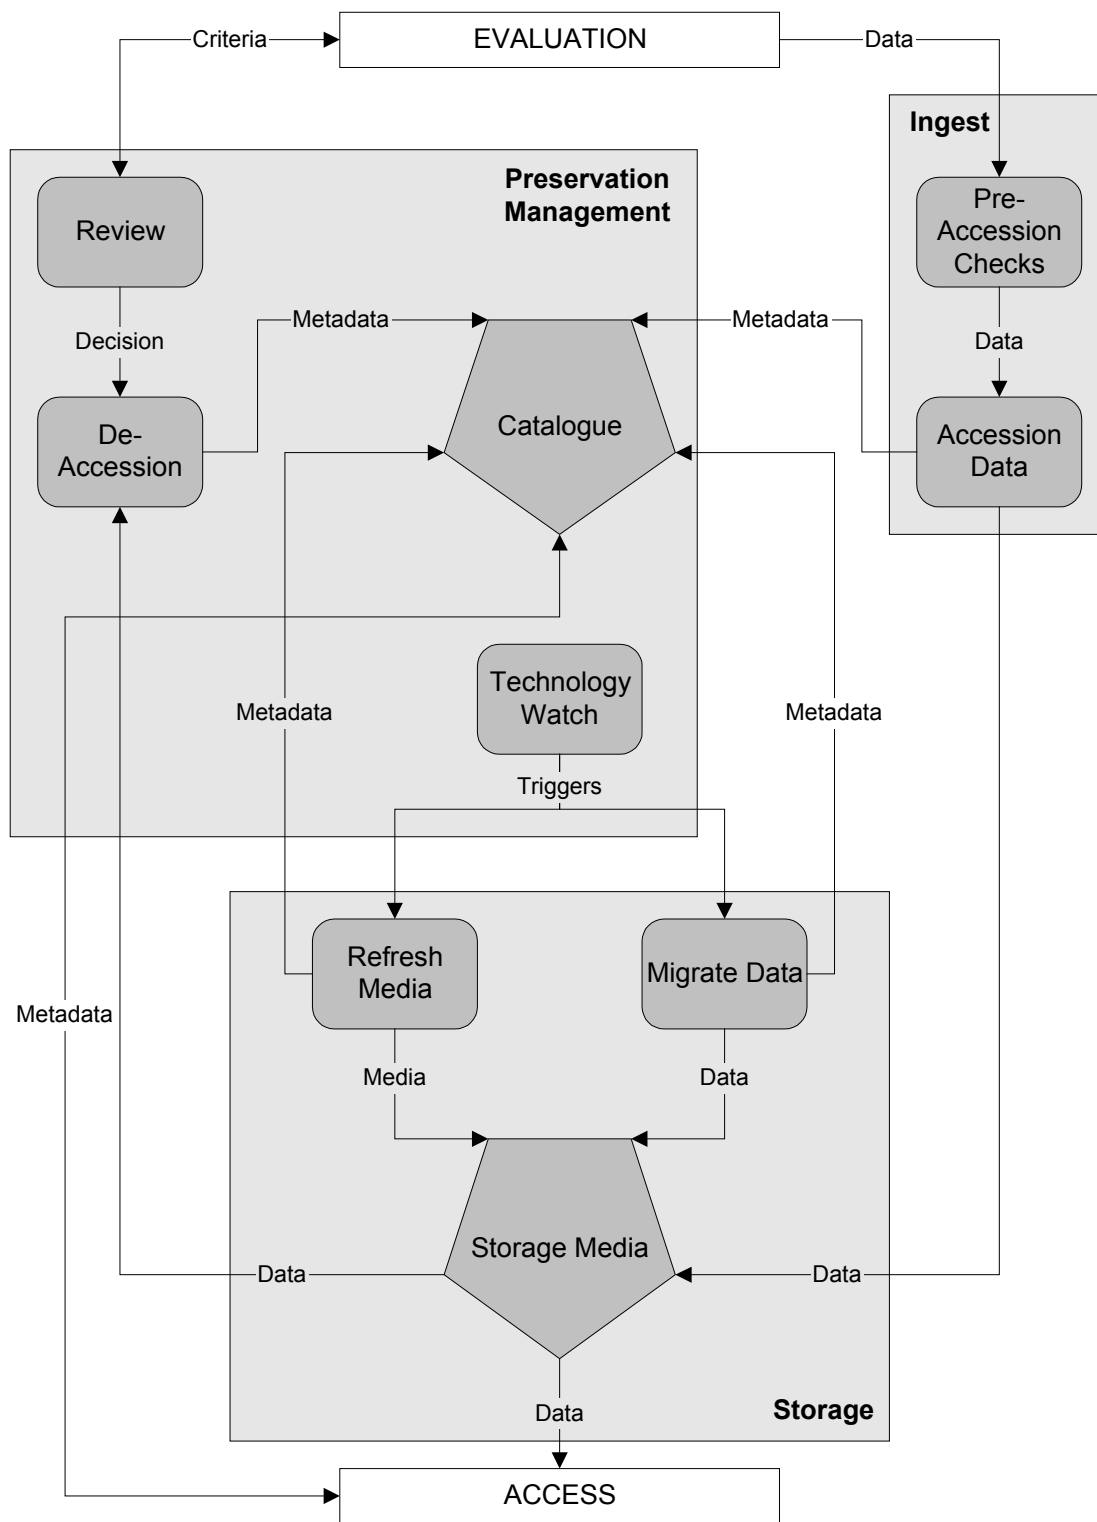 Criteria
EVALUATION
Data
Ingest
Preservation
Management
Review
Pre-
Accession
Checks
Metadata
Metadata
Decision
Data
De-
Accession
Catalogue
Accession
Data
Technology
Watch
Metadata
Metadata
Triggers
Refresh
Media
Migrate Data
Metadata
Media
Data
Storage Media
Data
Data
Data
Storage
ACCESS